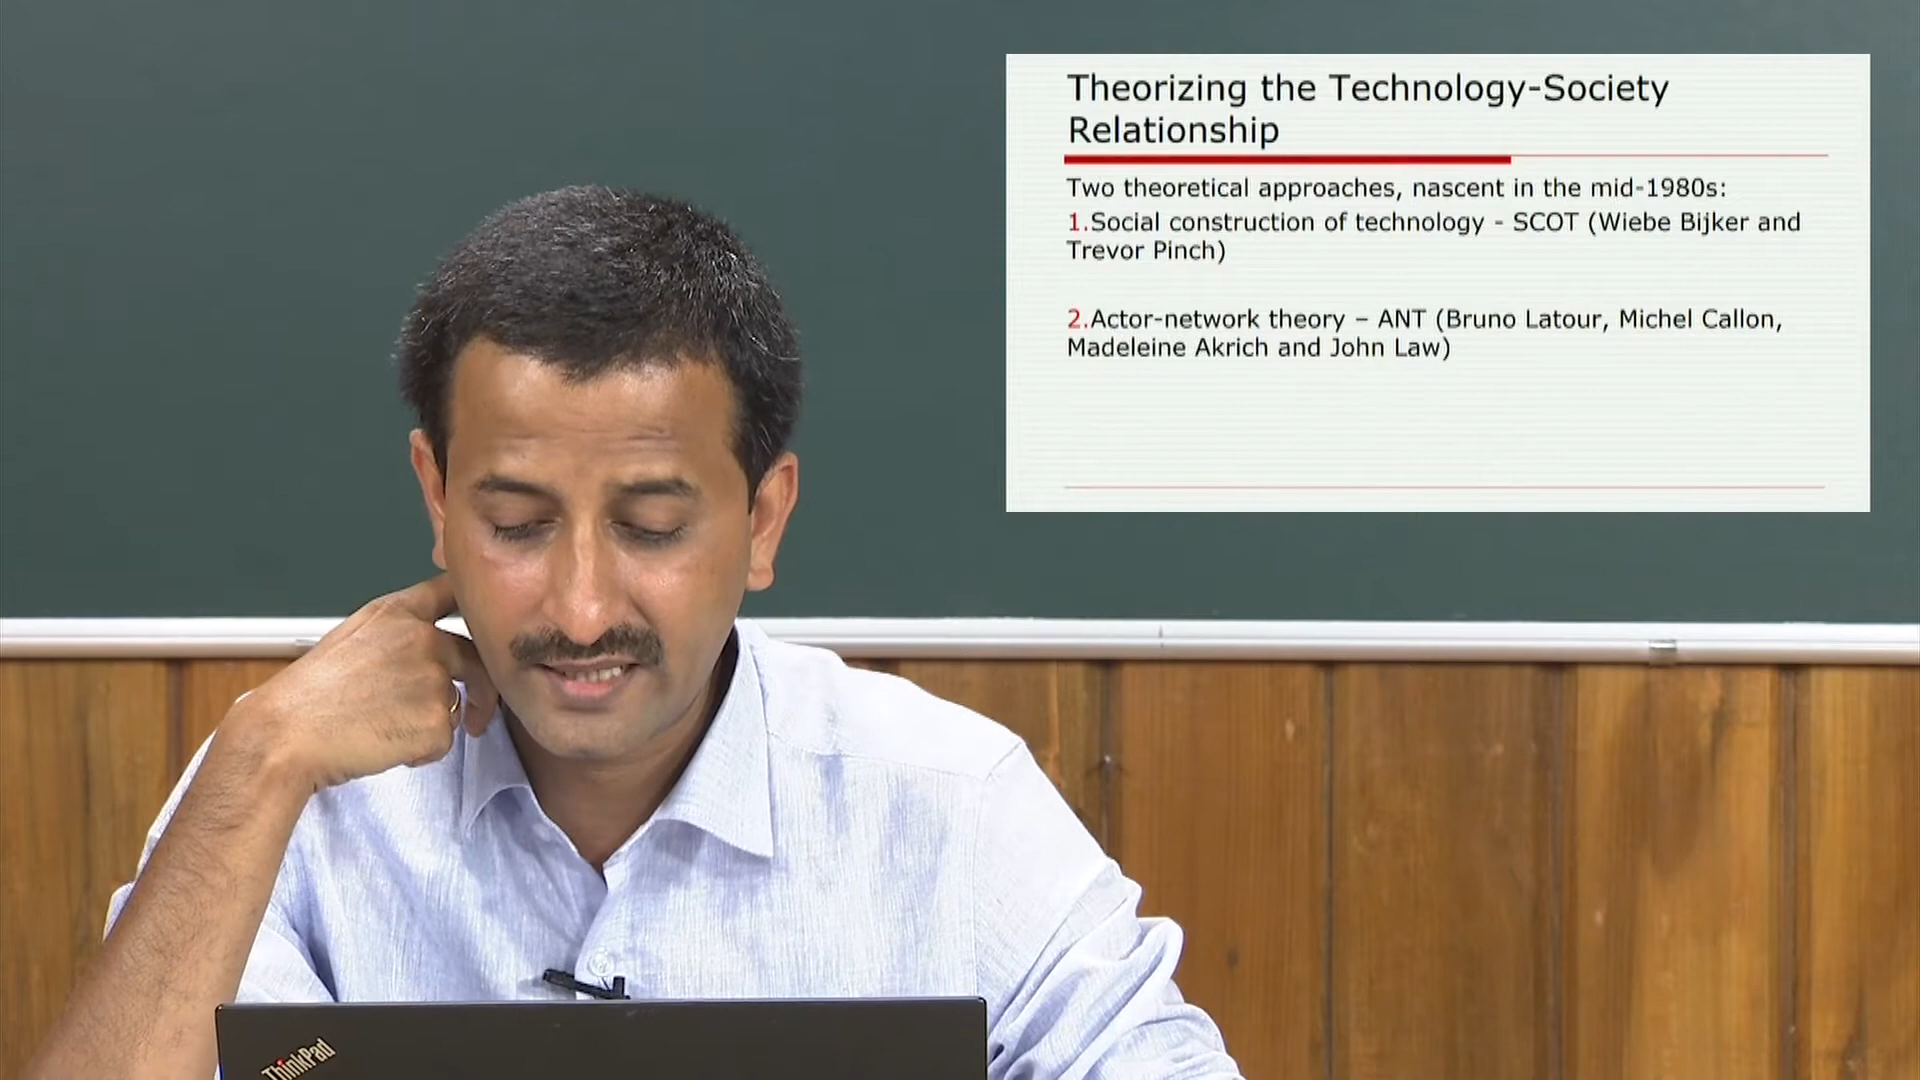 Theorizing the Technology-Society
Relationship
Two theoretical approaches, nascent in the mid-1980s:
1.Social construction of technology - SCOT (Wiebe Bijker and
Trevor Pinch)
2.Actor-network theory – ANT (Bruno Latour, Michel Callon,
Madeleine Akrich and John Law)
ThinkPad